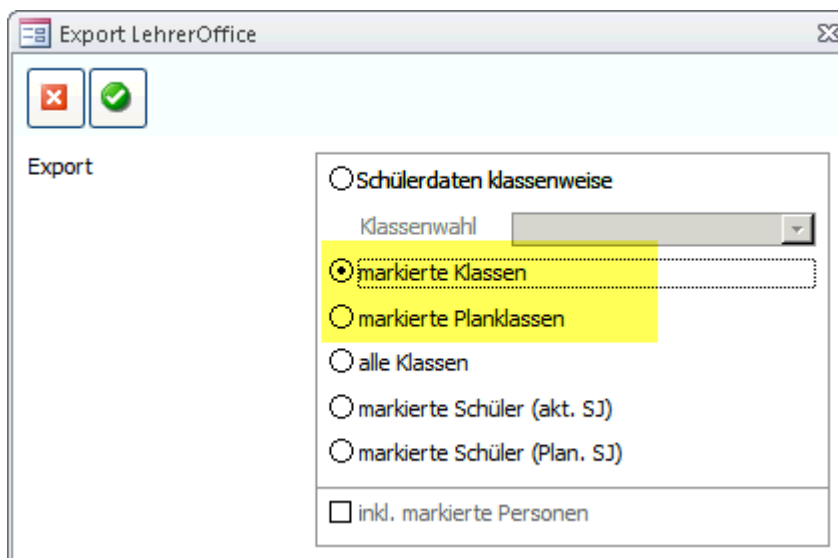 Export LehrerOffice
Export
Schülerdaten klassenweise
Klassenwahl
markierte Klassen
markierte Planklassen
alle Klassen
markierte Schüler (akt. SJ)
markierte Schüler (Plan. SJ)
inkl. markierte Personen